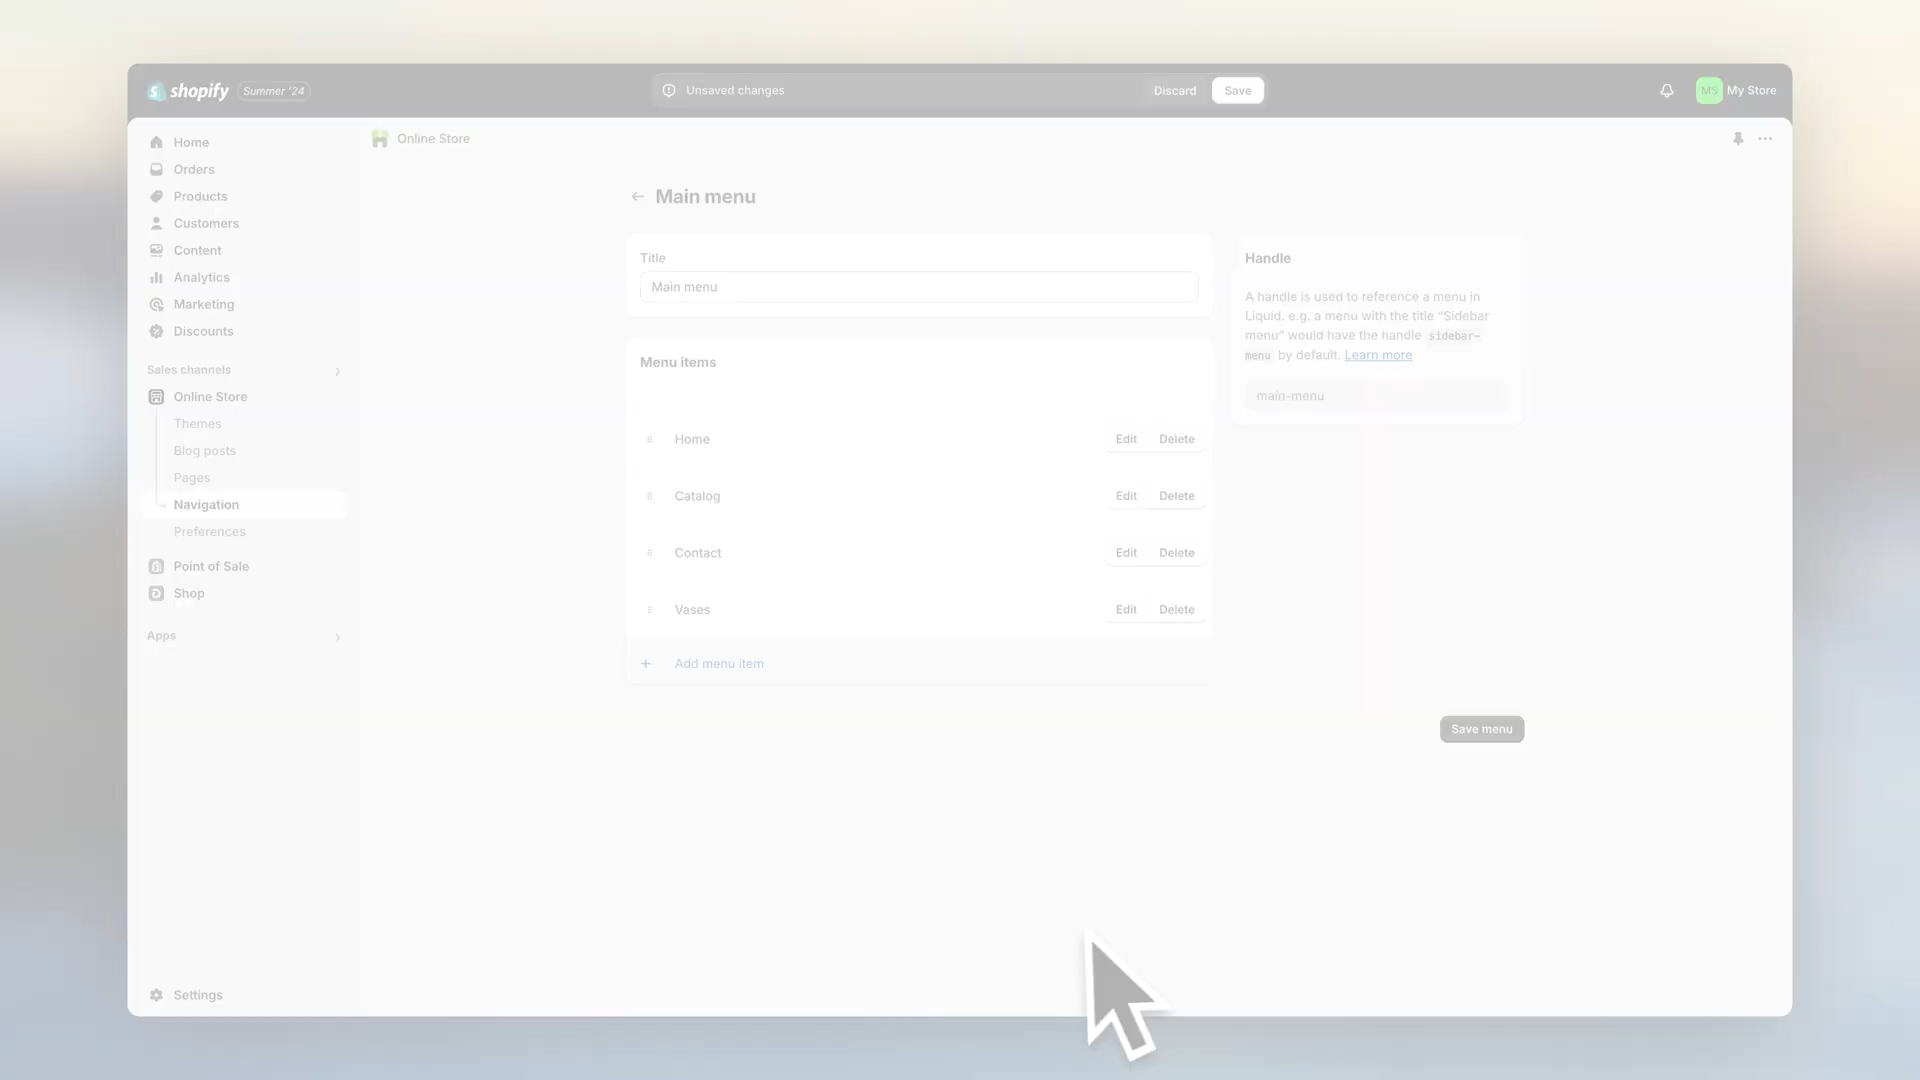 shopify
Summer '24
Unsaved changes
Discard
Save
MS
My Store
Home
Orders
Products
Customers
Content
Analytics
Marketing
Discounts
Sales channels
Online Store
Themes
Blog posts
Pages
Navigation
Preferences
Point of Sale
Shop
Apps
Settings
Online Store
Main menu
Title
Main menu
Menu items
Home
Edit
Delete
Catalog
Edit
Delete
Contact
Edit
Delete
Vases
Edit
Delete
Add menu item
Handle
A handle is used to reference a menu in
Liquid. e.g. a menu with the title “Sidebar
menu” would have the handle sidebar-
menu by default. Learn more
main-menu
Save menu